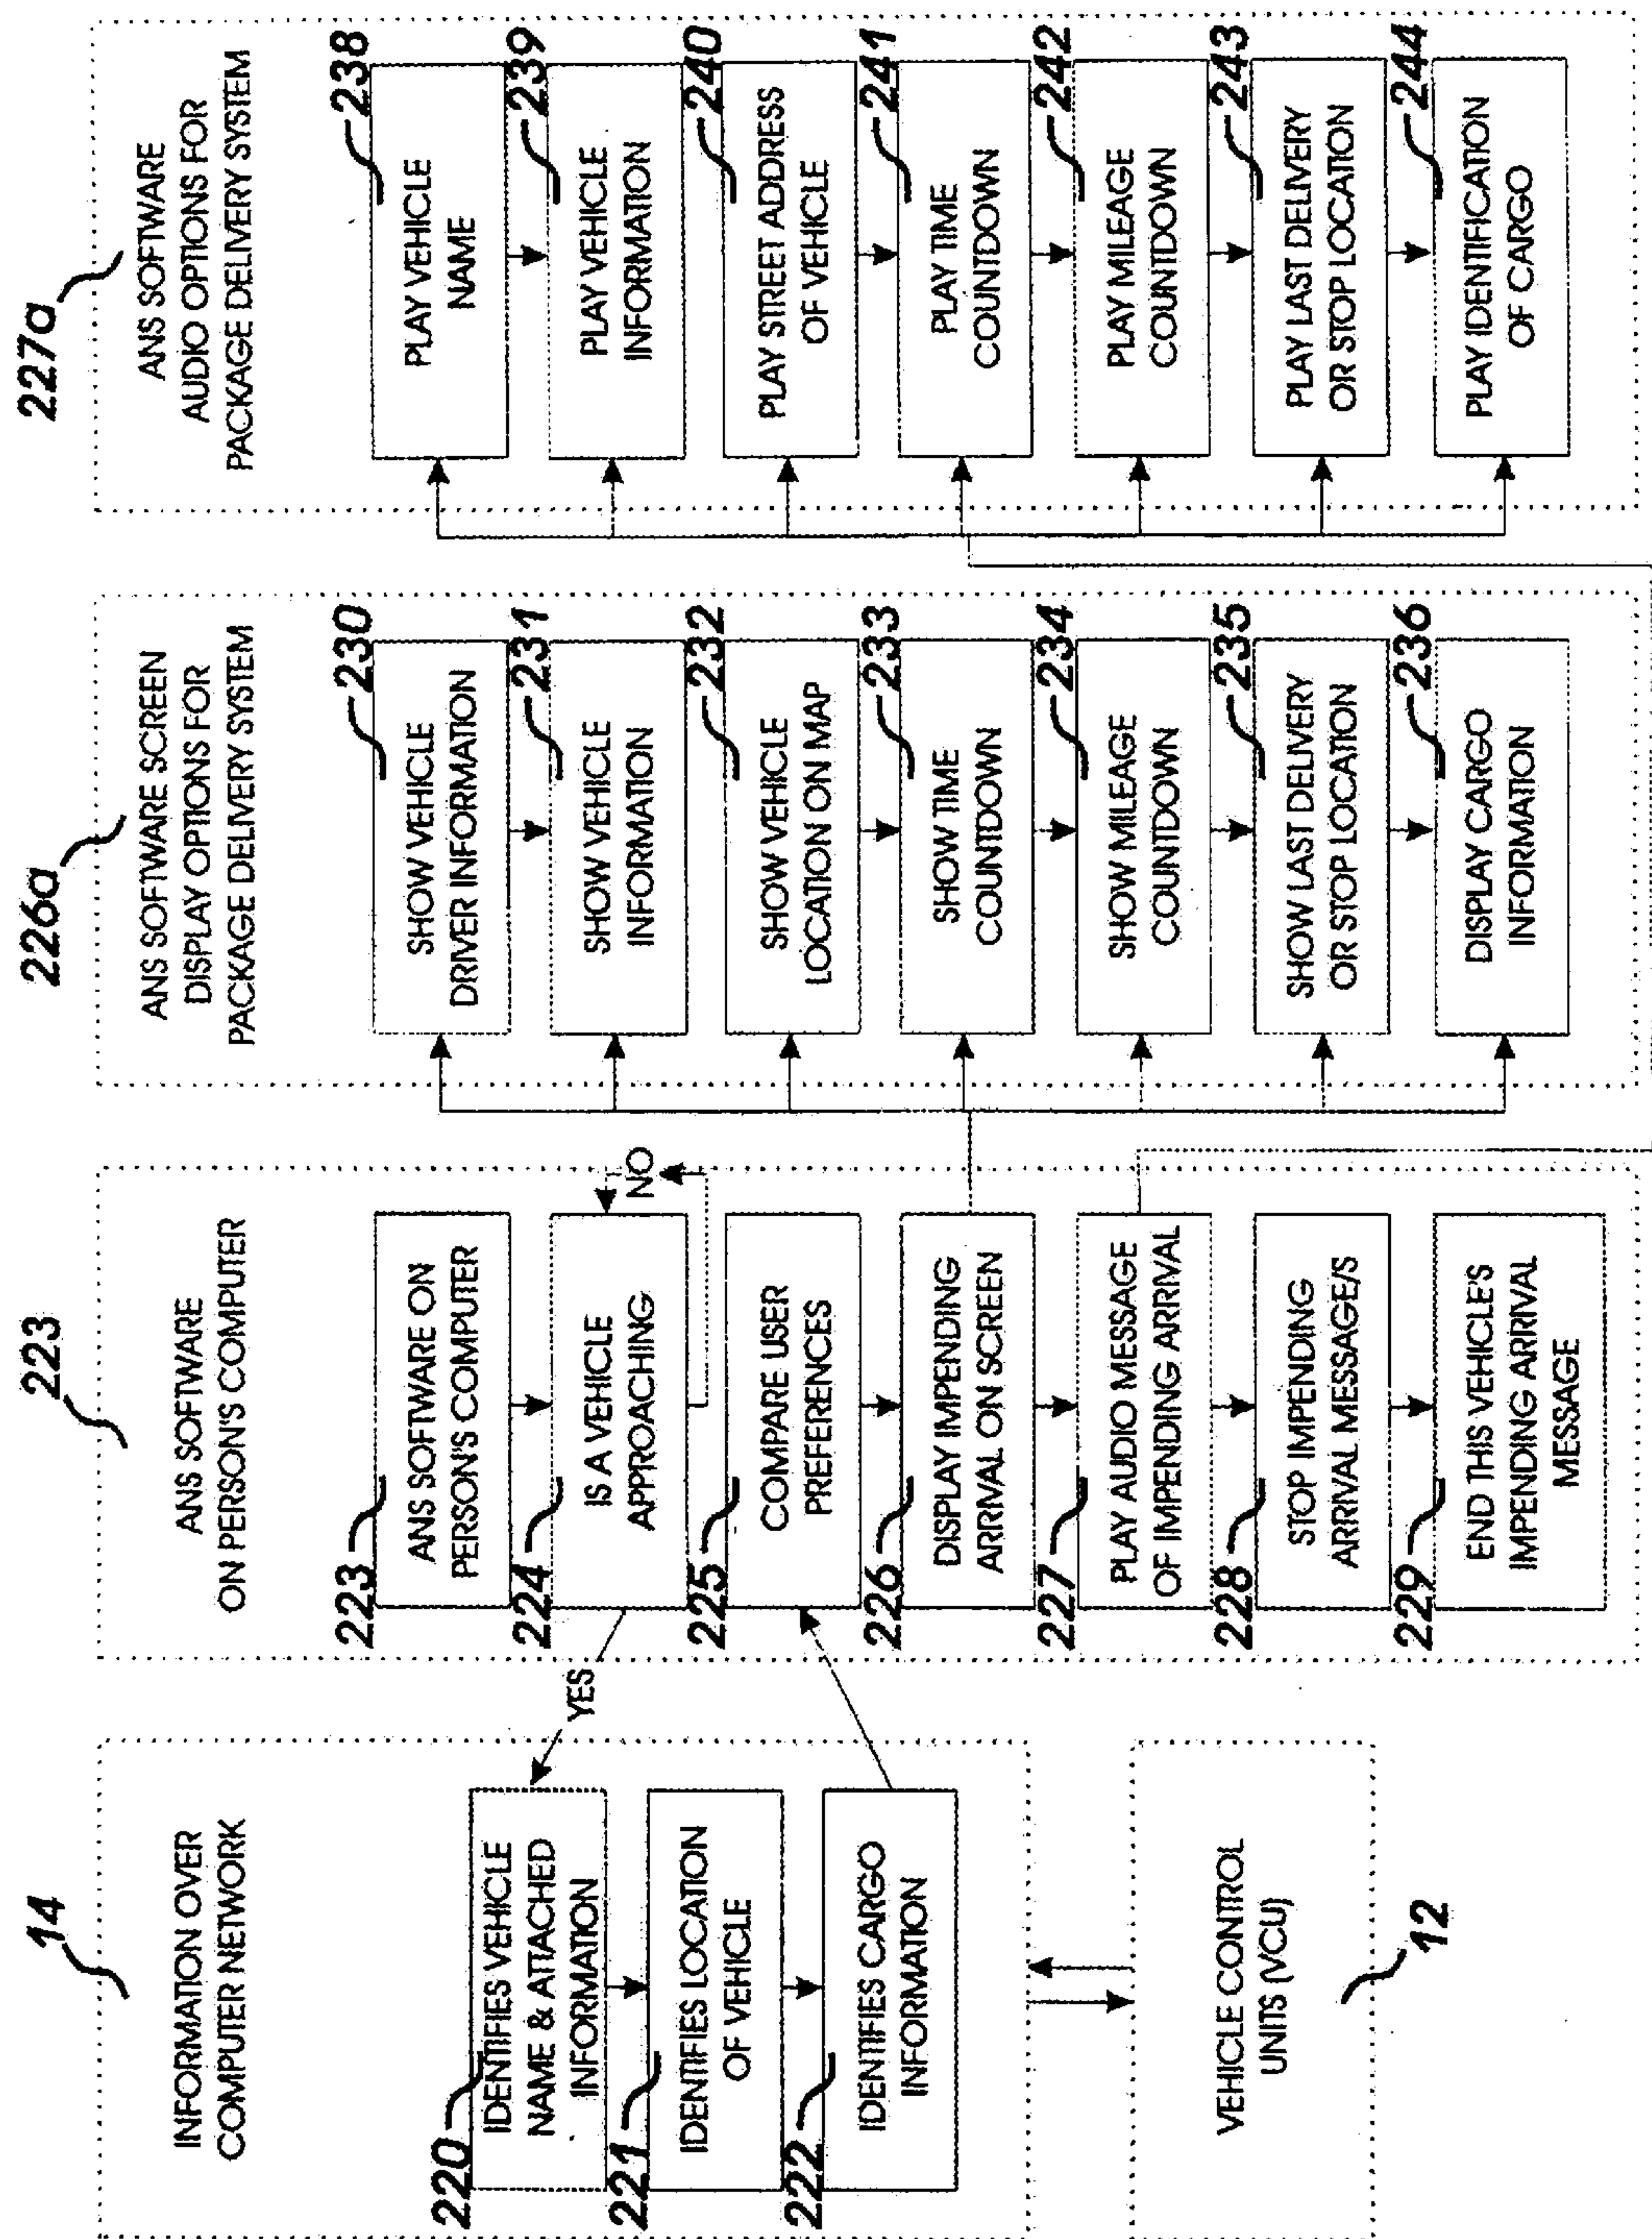 14
INFORMATION OVER
COMPUTER NETWORK
220
IDENTIFIES VEHICLE
NAME & ATTACHED
INFORMATION
221
IDENTIFIES LOCATION
OF VEHICLE
222
IDENTIFIES CARGO
INFORMATION
VEHICLE CONTROL
UNITS (VCU)
12
YES
223
ANS SOFTWARE
ON PERSON'S COMPUTER
223
ANS SOFTWARE ON
PERSON'S COMPUTER
224
IS A VEHICLE
APPROACHING
NO
225
COMPARE USER
PREFERENCES
226
DISPLAY IMPENDING
ARRIVAL ON SCREEN
227
PLAY AUDIO MESSAGE
OF IMPENDING ARRIVAL
228
STOP IMPENDING
ARRIVAL MESSAGE/S
229
END THIS VEHICLE'S
IMPENDING ARRIVAL
MESSAGE
226a
ANS SOFTWARE SCREEN
DISPLAY OPTIONS FOR
PACKAGE DELIVERY SYSTEM
230
SHOW VEHICLE
DRIVER INFORMATION
231
SHOW VEHICLE
INFORMATION
232
SHOW VEHICLE
LOCATION ON MAP
233
SHOW TIME
COUNTDOWN
234
SHOW MILEAGE
COUNTDOWN
235
SHOW LAST DELIVERY
OR STOP LOCATION
236
DISPLAY CARGO
INFORMATION
227a
ANS SOFTWARE
AUDIO OPTIONS FOR
PACKAGE DELIVERY SYSTEM
238
PLAY VEHICLE
NAME
239
PLAY VEHICLE
INFORMATION
240
PLAY STREET ADDRESS
OF VEHICLE
241
PLAY TIME
COUNTDOWN
242
PLAY MILEAGE
COUNTDOWN
243
PLAY LAST DELIVERY
OR STOP LOCATION
244
PLAY IDENTIFICATION
OF CARGO